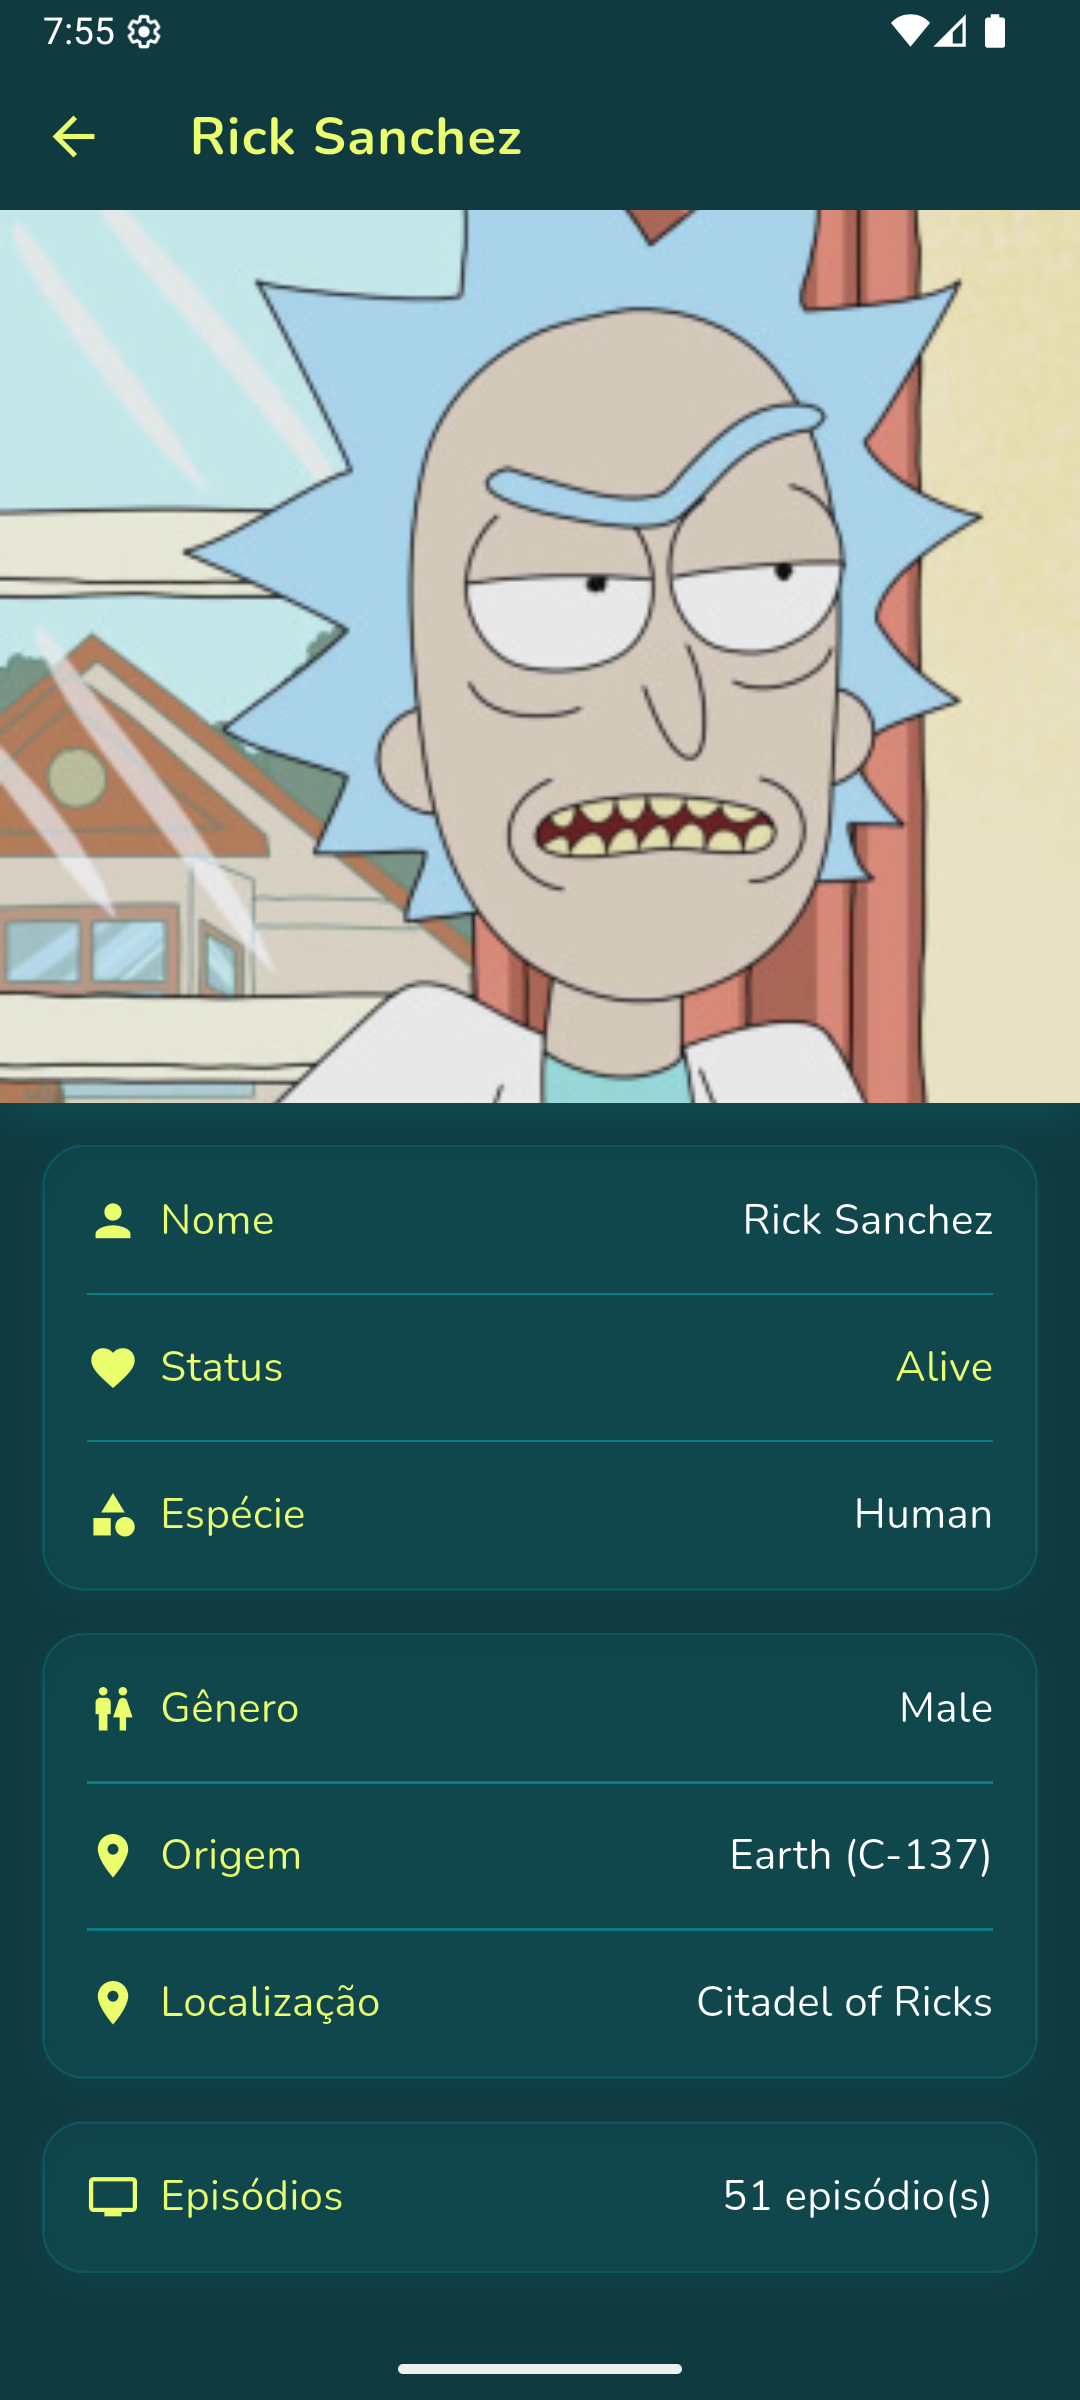 7:55
Rick Sanchez
Nome Rick Sanchez
Status Alive
Espécie Human
Gênero Male
Origem Earth (C-137)
Localização Citadel of Ricks
Episódios 51 episódio(s)